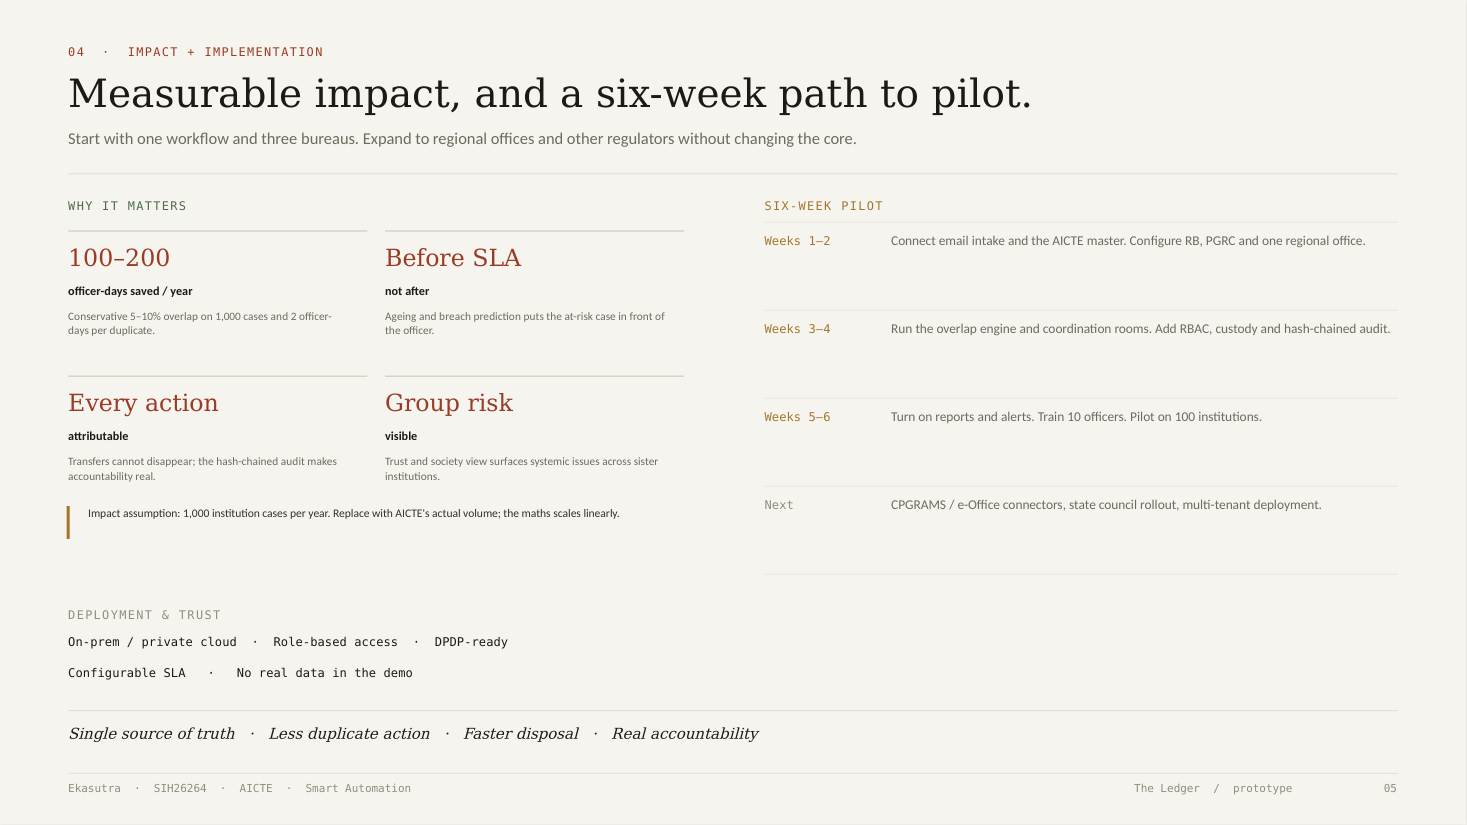 04 · IMPACT + IMPLEMENTATION
Measurable impact, and a six-week path to pilot.
Start with one workflow and three bureaus. Expand to regional offices and other regulators without changing the core.
WHY IT MATTERS
100–200
officer-days saved / year
Conservative 5–10% overlap on 1,000 cases and 2 officer-
days per duplicate.
Before SLA
not after
Ageing and breach prediction puts the at-risk case in front of
the officer.
Every action
attributable
Transfers cannot disappear; the hash-chained audit makes
accountability real.
Group risk
visible
Trust and society view surfaces systemic issues across sister
institutions.
Impact assumption: 1,000 institution cases per year. Replace with AICTE's actual volume; the maths scales linearly.
SIX-WEEK PILOT
Weeks 1–2 Connect email intake and the AICTE master. Configure RB, PGRC and one regional office.
Weeks 3–4 Run the overlap engine and coordination rooms. Add RBAC, custody and hash-chained audit.
Weeks 5–6 Turn on reports and alerts. Train 10 officers. Pilot on 100 institutions.
Next CPGRAMS / e-Office connectors, state council rollout, multi-tenant deployment.
DEPLOYMENT & TRUST
On-prem / private cloud · Role-based access · DPDP-ready
Configurable SLA · No real data in the demo
Single source of truth · Less duplicate action · Faster disposal · Real accountability
Ekasutra · SIH26264 · AICTE · Smart Automation
The Ledger / prototype 05